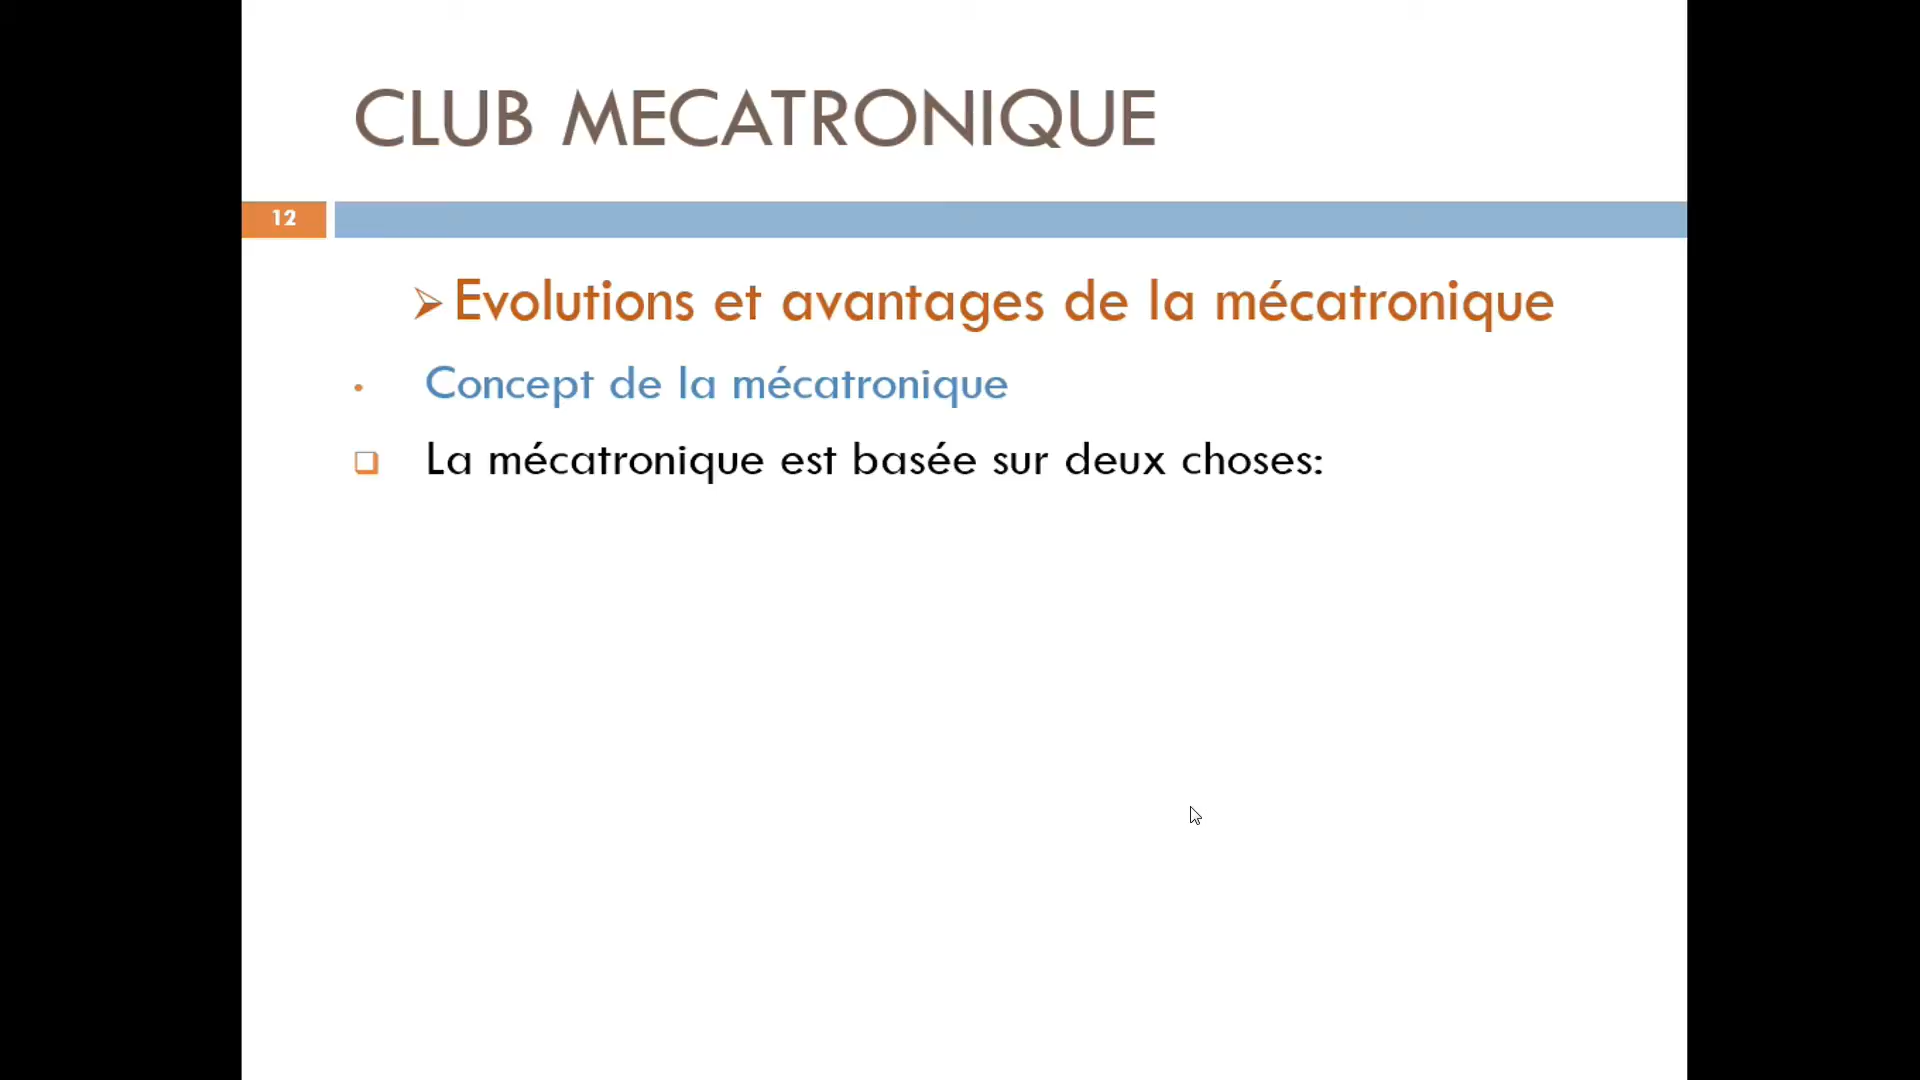 CLUB MECATRONIQUE
12
Evolutions et avantages de la mécatronique
Concept de la mécatronique
La mécatronique est basée sur deux choses: